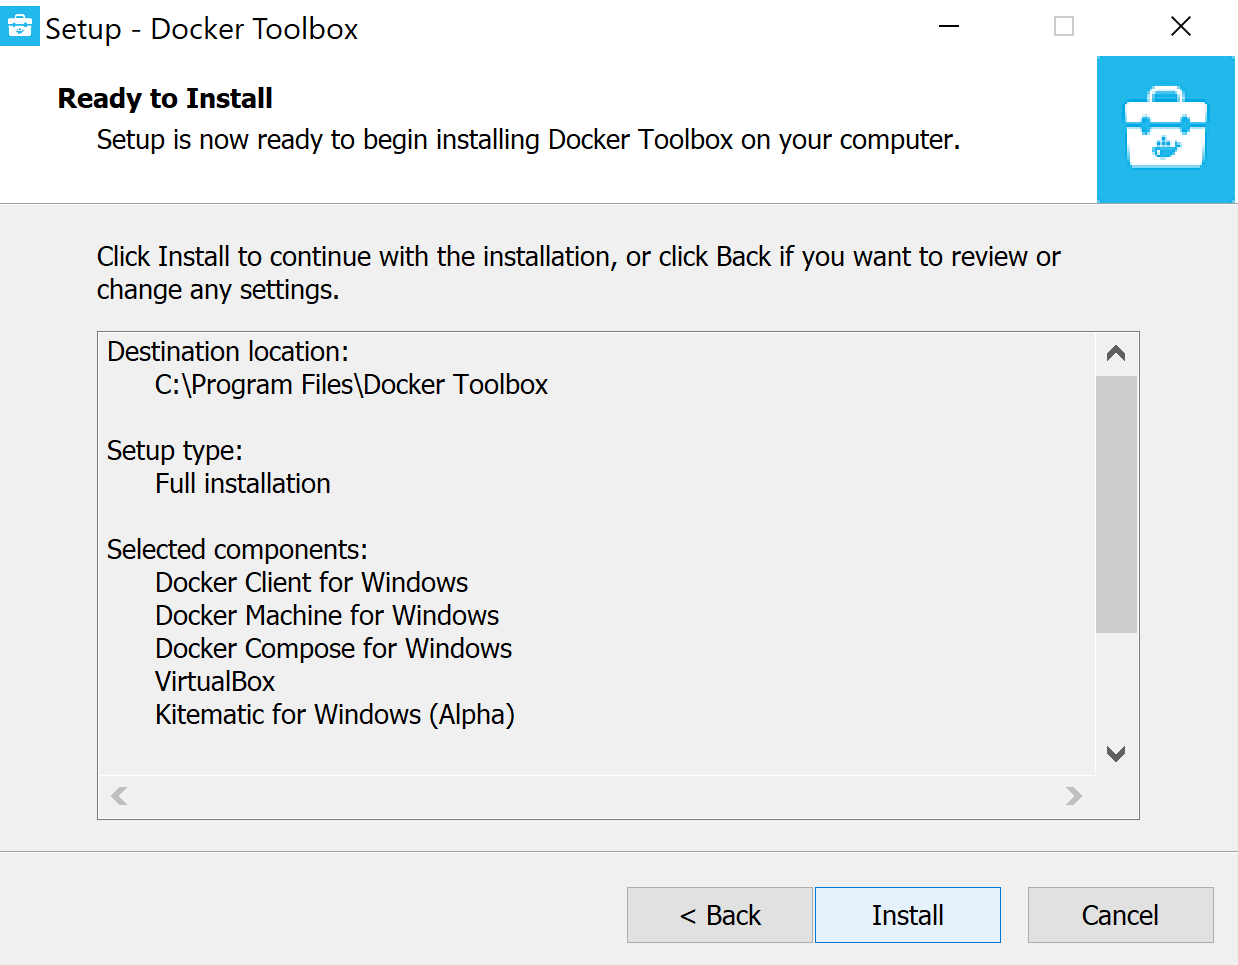 Setup - Docker Toolbox
Ready to Install
Setup is now ready to begin installing Docker Toolbox on your computer.
Click Install to continue with the installation, or click Back if you want to review or
change any settings.
Destination location:
C:\Program Files\Docker Toolbox
Setup type:
Full installation
Selected components:
Docker Client for Windows
Docker Machine for Windows
Docker Compose for Windows
VirtualBox
Kitematic for Windows (Alpha)
< Back
Install
Cancel